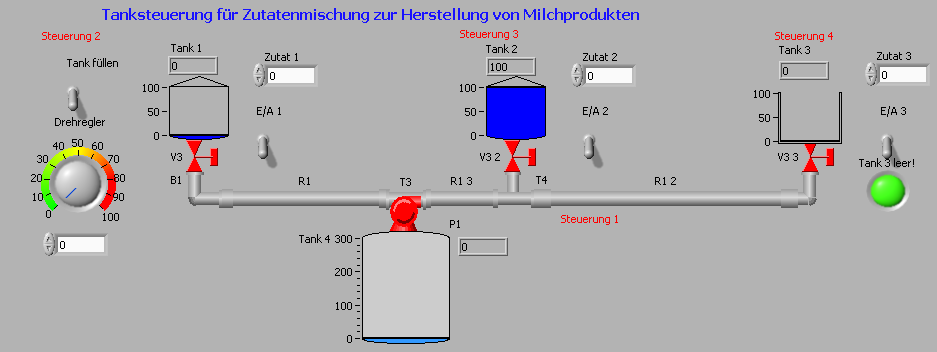 Tanksteuerung für Zutatenmischung zur Herstellung von Milchprodukten
Steuerung 2
Tank füllen
Drehregler
0
10
20
30
40
50
60
70
80
90
100
0
Tank 1
0
100
50
0
V3
B1
Zutat 1
0
E/A 1
R1
T3
R1 3
Steuerung 3
Tank 2
100
100
50
0
V3 2
Zutat 2
0
E/A 2
T4
R1 2
Steuerung 1
Steuerung 4
Tank 3
0
100
50
0
V3 3
Zutat 3
0
E/A 3
Tank 3 leer!
P1
0
Tank 4
300
200
100
0